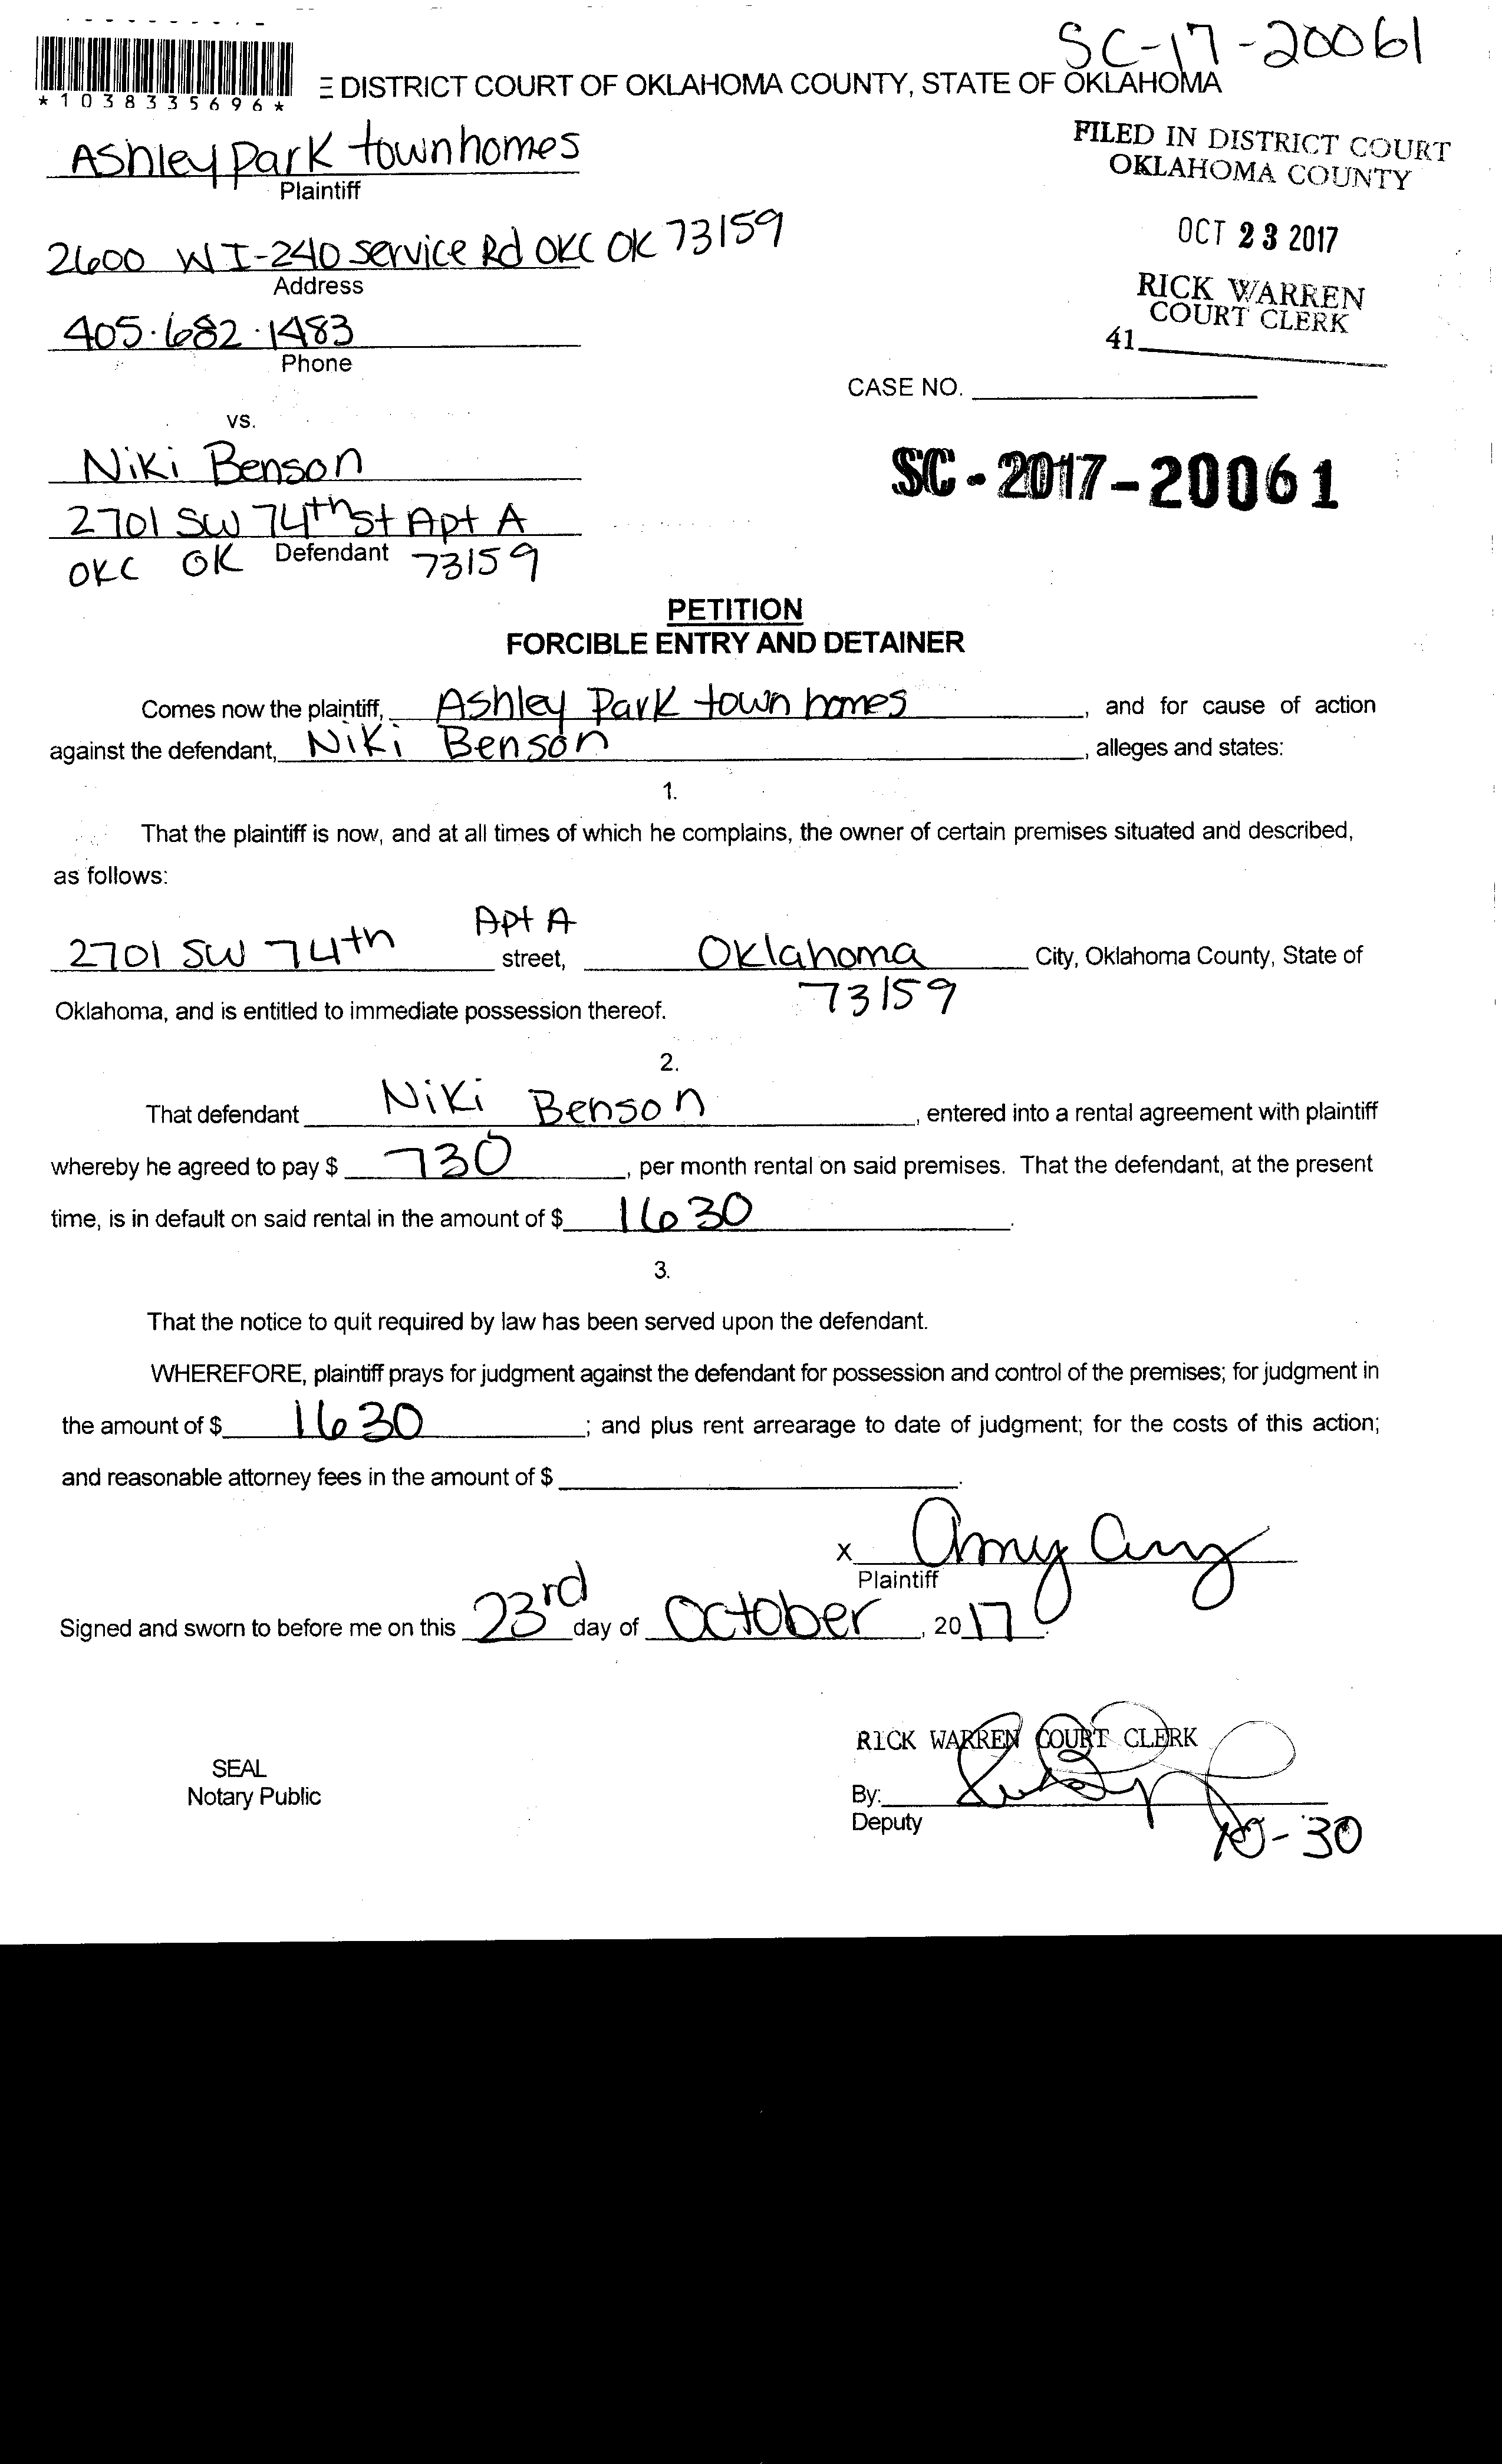 SC-17-20061
*1038335696*
E DISTRICT COURT OF OKLAHOMA COUNTY, STATE OF OKLAHOMA
Ashley Park townhomes
Plaintiff
FILED IN DISTRICT COURT
OKLAHOMA COUNTY
2600 W I-240 service Rd OKC OK 73159
Address
OCT 23 2017
RICK WARREN
COURT CLERK
41
405.682.1483
Phone
CASE NO.
vs.
Niki Benson
SC-2017-20061
2701 SW 74th St Apt A
Defendant
OKC OK 73159
PETITION
FORCIBLE ENTRY AND DETAINER
Comes now the plaintiff, Ashley Park town homes, and for cause of action
against the defendant, Niki Benson, alleges and states:
1.
That the plaintiff is now, and at all times of which he complains, the owner of certain premises situated and described,
as follows:
Apt A
2701 SW 74th street, Oklahoma City, Oklahoma County, State of
73159
Oklahoma, and is entitled to immediate possession thereof.
2.
That defendant Niki Benson, entered into a rental agreement with plaintiff
whereby he agreed to pay $ 730, per month rental on said premises. That the defendant, at the present
time, is in default on said rental in the amount of $ 1630.
3.
That the notice to quit required by law has been served upon the defendant.
WHEREFORE, plaintiff prays for judgment against the defendant for possession and control of the premises; for judgment in
the amount of $ 1630; and plus rent arrearage to date of judgment; for the costs of this action;
and reasonable attorney fees in the amount of $ .
x Amy
Plaintiff
Signed and sworn to before me on this 23rd day of October, 2017.
RICK WARREN COURT CLERK
SEAL
Notary Public
By:
Deputy
10-30